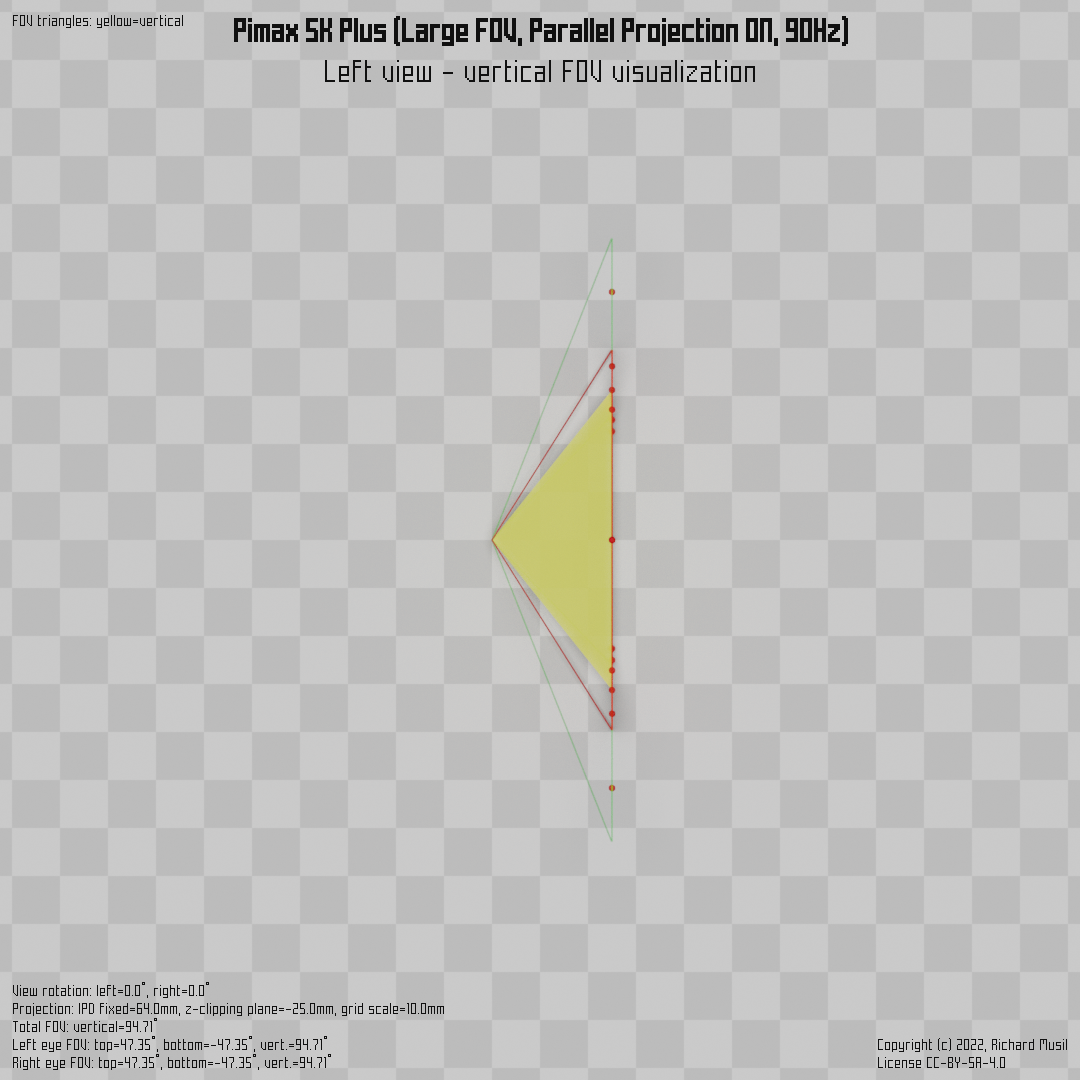 FOV triangles: yellow=vertical
Pimax 5K Plus (Large FOV, Parallel Projection ON, 90Hz)
Left view - vertical FOV visualization
View rotation: left=0.0°, right=0.0°
Projection: IPD fixed=64.0mm, z-clipping plane=-25.0mm, grid scale=10.0mm
Total FOV: vertical=94.71°
Left eye FOV: top=47.35°, bottom=-47.35°, vert.=94.71°
Right eye FOV: top=47.35°, bottom=-47.35°, vert.=94.71°
Copyright (c) 2022, Richard Musil
License CC-BY-SA-4.0